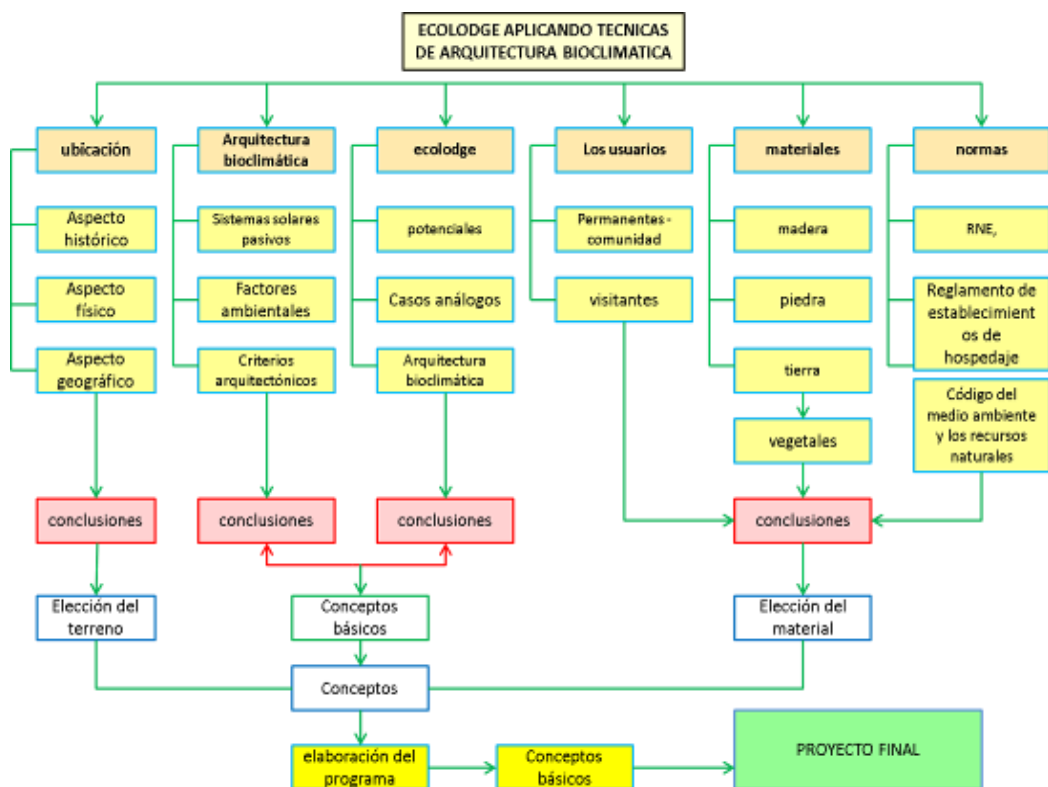 ECOLODGE APLICANDO TECNICAS
DE ARQUITECTURA BIOCLIMATICA
ubicación
Arquitectura
bioclimática
ecolodge
Los usuarios
materiales
normas
Aspecto
histórico
Sistemas solares
pasivos
potenciales
Permanentes -
comunidad
madera
RNE,
Aspecto
físico
Factores
ambientales
Casos análogos
visitantes
piedra
Reglamento de
establecimient
os de
hospedaje
Aspecto
geográfico
Criterios
arquitectónicos
Arquitectura
bioclimática
tierra
vegetales
Código del
medio ambiente
y los recursos
naturales
conclusiones
conclusiones
conclusiones
conclusiones
Elección del
terreno
Conceptos
básicos
Elección del
material
Conceptos
elaboración del
programa
Conceptos
básicos
PROYECTO FINAL